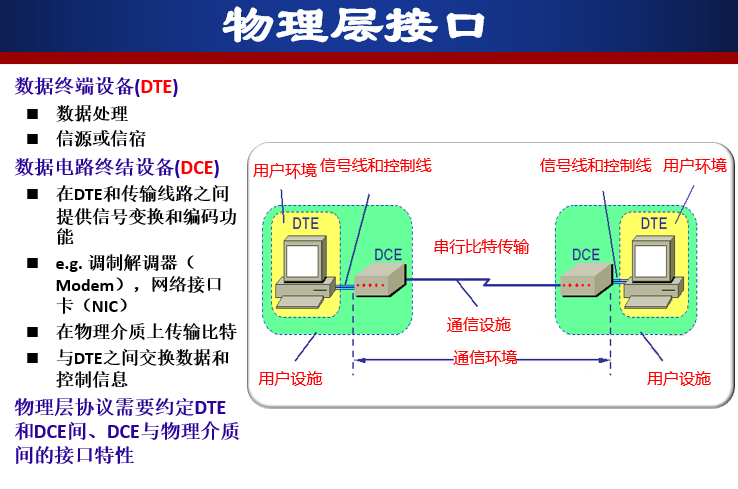 物理层接口
数据终端设备(DTE)
■ 数据处理
■ 信源或信宿
数据电路终结设备(DCE)
■ 在DTE和传输线路之间
提供信号变换和编码功
能
■ e.g. 调制解调器（
Modem），网络接口
卡（NIC）
■ 在物理介质上传输比特
■ 与DTE之间交换数据和
控制信息
物理层协议需要约定DTE
和DCE间、DCE与物理介质
间的接口特性
用户环境 信号线和控制线
信号线和控制线 用户环境
DTE
DCE
串行比特传输
DCE
DTE
通信设施
通信环境
用户设施
用户设施